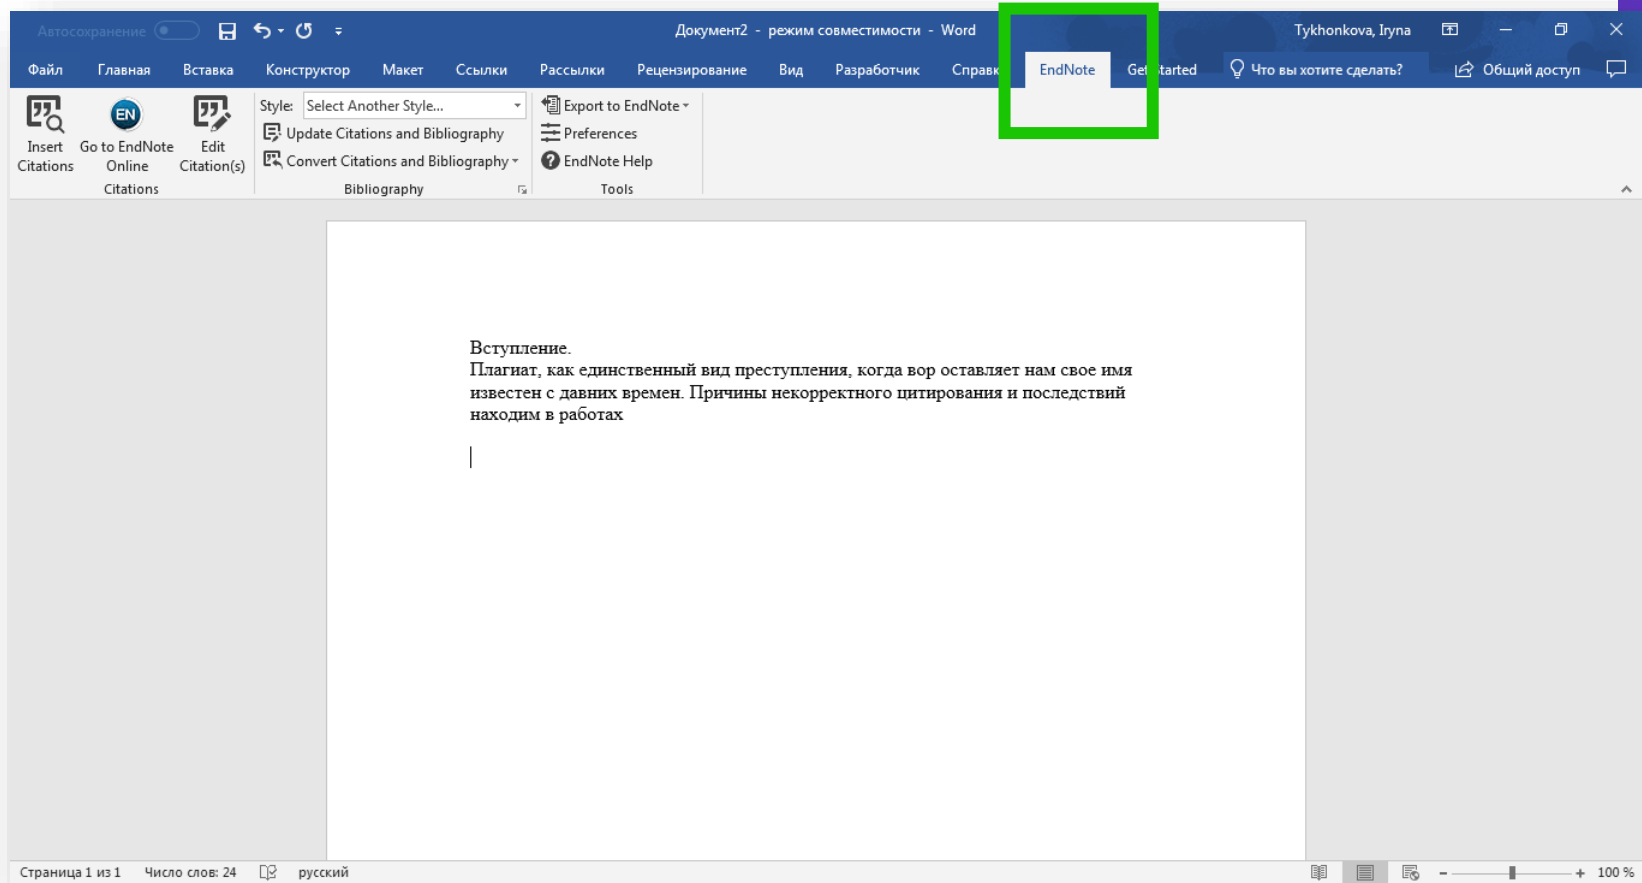 Автосохранение
Документ2 - режим совместимости - Word
Tykhonkova, Iryna
Файл Главная Вставка Конструктор Макет Ссылки Рассылки Рецензирование Вид Разработчик Справк EndNote Get Started Что вы хотите сделать? Общий доступ
Insert Citations
Go to EndNote Online
Edit Citation(s)
Citations
Style: Select Another Style...
Update Citations and Bibliography
Convert Citations and Bibliography
Bibliography
Export to EndNote
Preferences
EndNote Help
Tools
Вступление.
Плагиат, как единственный вид преступления, когда вор оставляет нам свое имя
известен с давних времен. Причины некорректного цитирования и последствий
находим в работах
Страница 1 из 1 Число слов: 24 русский 100 %